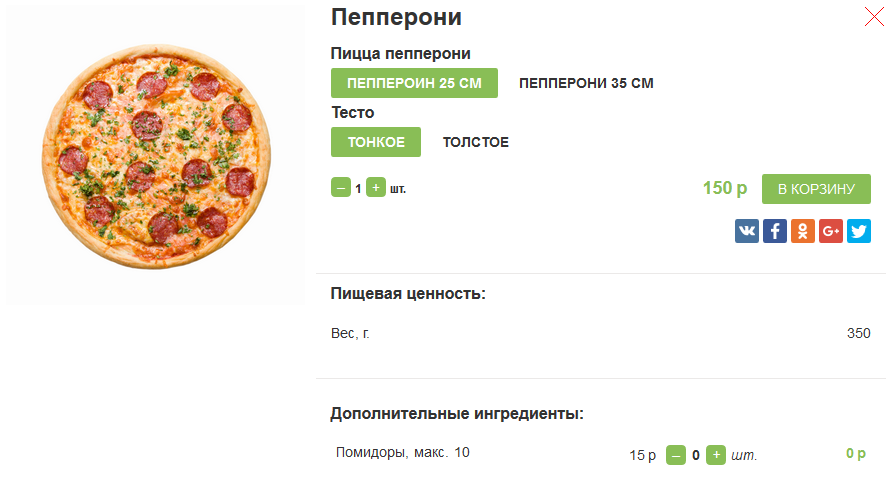 Пепперони
Пицца пепперони
ПЕППЕРОИН 25 СМ ПЕППЕРОНИ 35 СМ
Тесто
ТОНКОЕ ТОЛСТОЕ
– 1 + шт. 150 р В КОРЗИНУ
Пищевая ценность:
Вес, г. 350
Дополнительные ингредиенты:
Помидоры, макс. 10 15 р – 0 + шт. 0 р